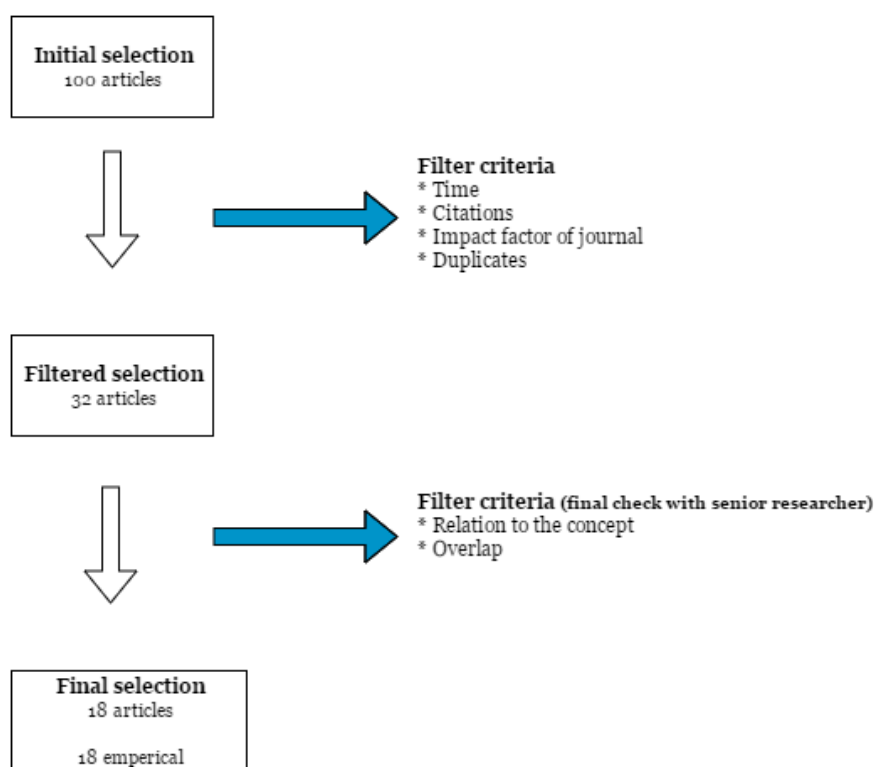 Initial selection
100 articles
Filter criteria
* Time
* Citations
* Impact factor of journal
* Duplicates
Filtered selection
32 articles
Filter criteria (final check with senior researcher)
* Relation to the concept
* Overlap
Final selection
18 articles
18 emperical